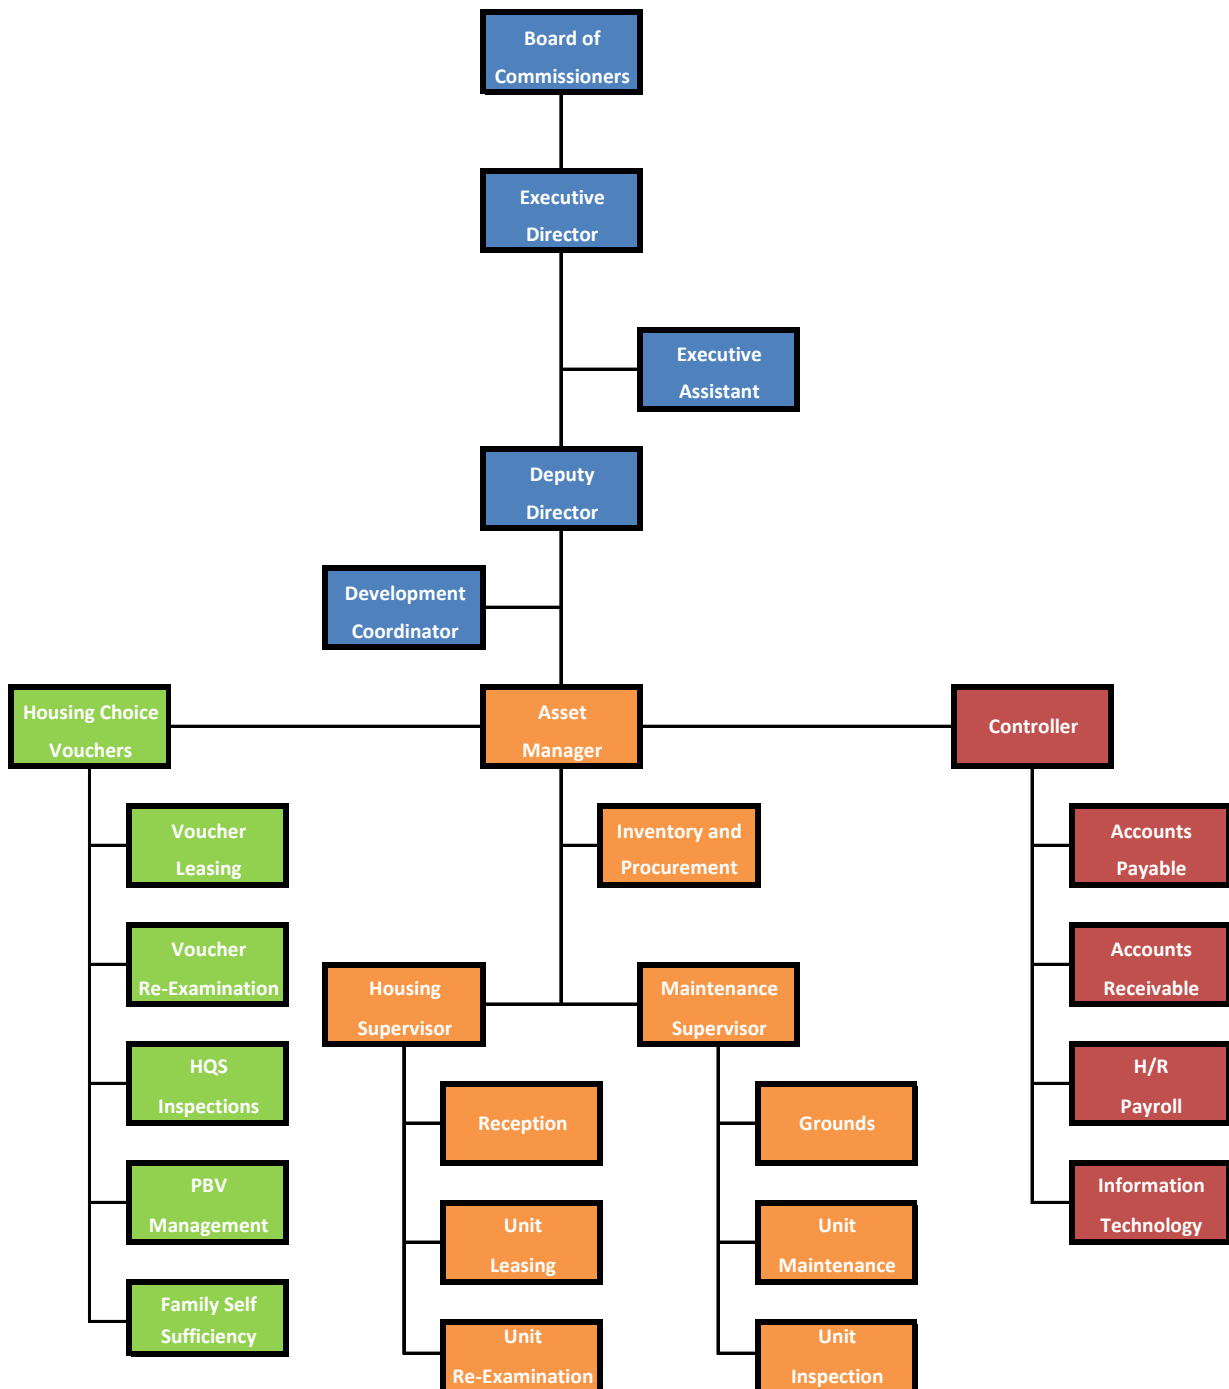 Board of
Commissioners
Executive
Director
Executive
Assistant
Deputy
Director
Development
Coordinator
Housing Choice
Vouchers
Asset
Manager
Controller
Voucher
Leasing
Inventory and
Procurement
Accounts
Payable
Voucher
Re-Examination
Housing
Supervisor
Maintenance
Supervisor
Accounts
Receivable
HQS
Inspections
Reception
Grounds
H/R
Payroll
PBV
Management
Unit
Leasing
Unit
Maintenance
Information
Technology
Family Self
Sufficiency
Unit
Re-Examination
Unit
Inspection